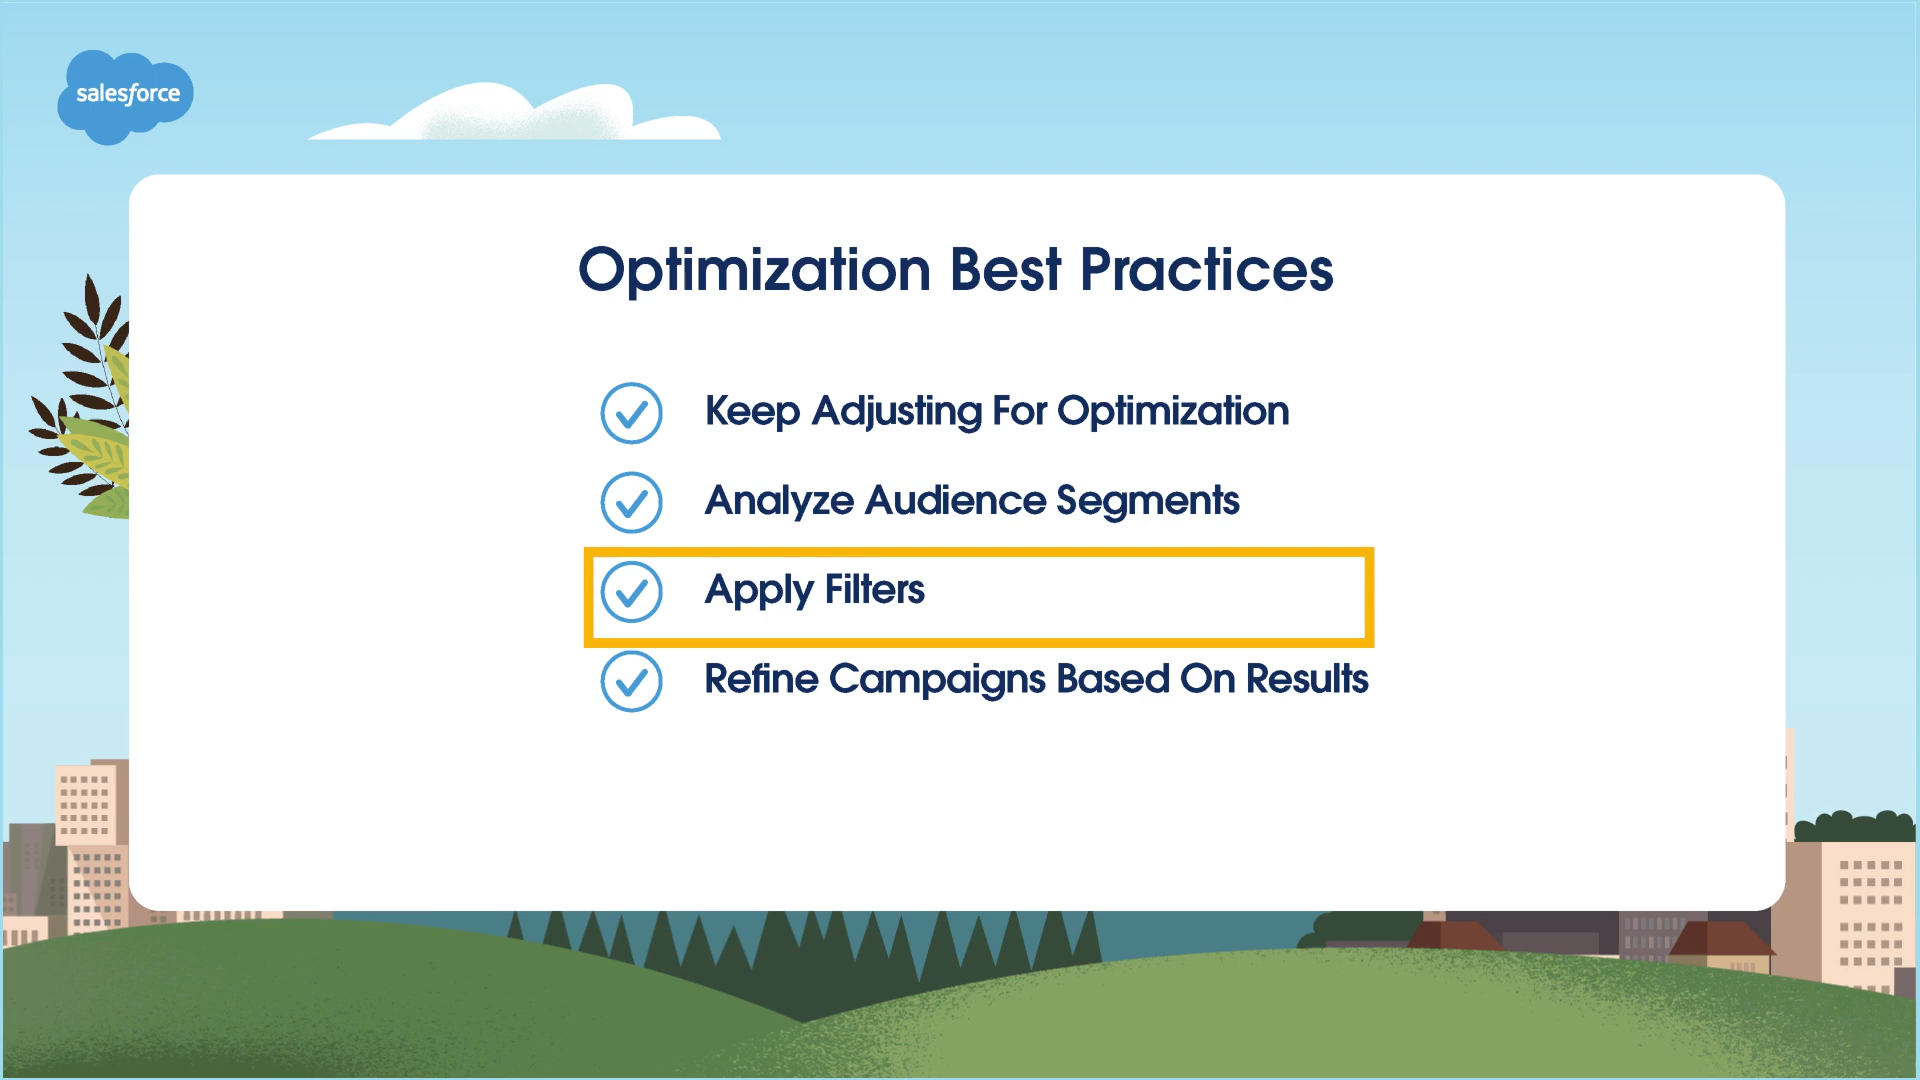 salesforce
Optimization Best Practices
Keep Adjusting For Optimization
Analyze Audience Segments
Apply Filters
Refine Campaigns Based On Results